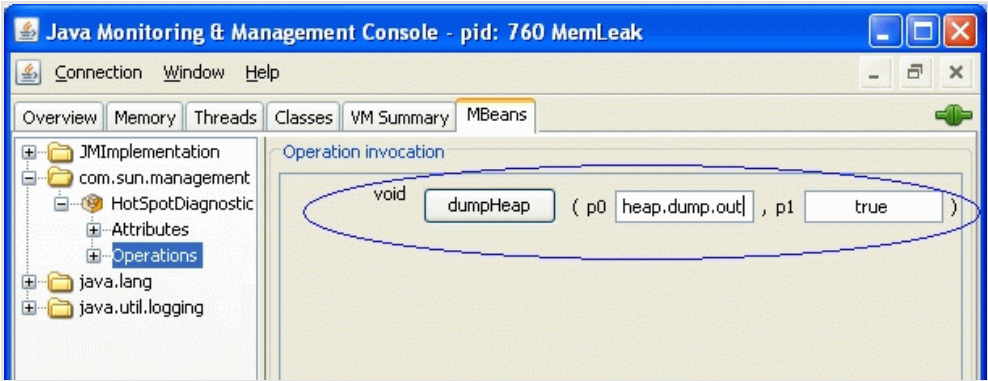 Java Monitoring & Management Console - pid: 760 MemLeak
Connection Window Help
Overview Memory Threads Classes VM Summary MBeans
JMImplementation
com.sun.management
HotSpotDiagnostic
Attributes
Operations
java.lang
java.util.logging
Operation invocation
void dumpHeap ( p0 heap.dump.out , p1 true )